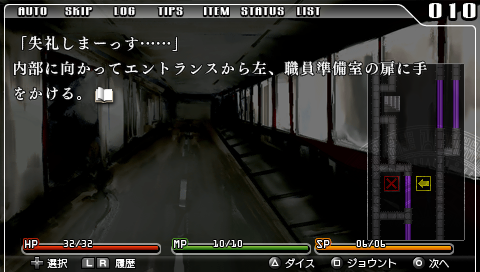 AUTO SKIP LOG TIPS ITEM STATUS LIST
010
「失礼しまーっす……」
内部に向かってエントランスから左、職員準備室の扉に手
をかける。
HP 32/32 MP 10/10 SP 06/06
選択 L R 履歴 ダイス ジョウント 次へ